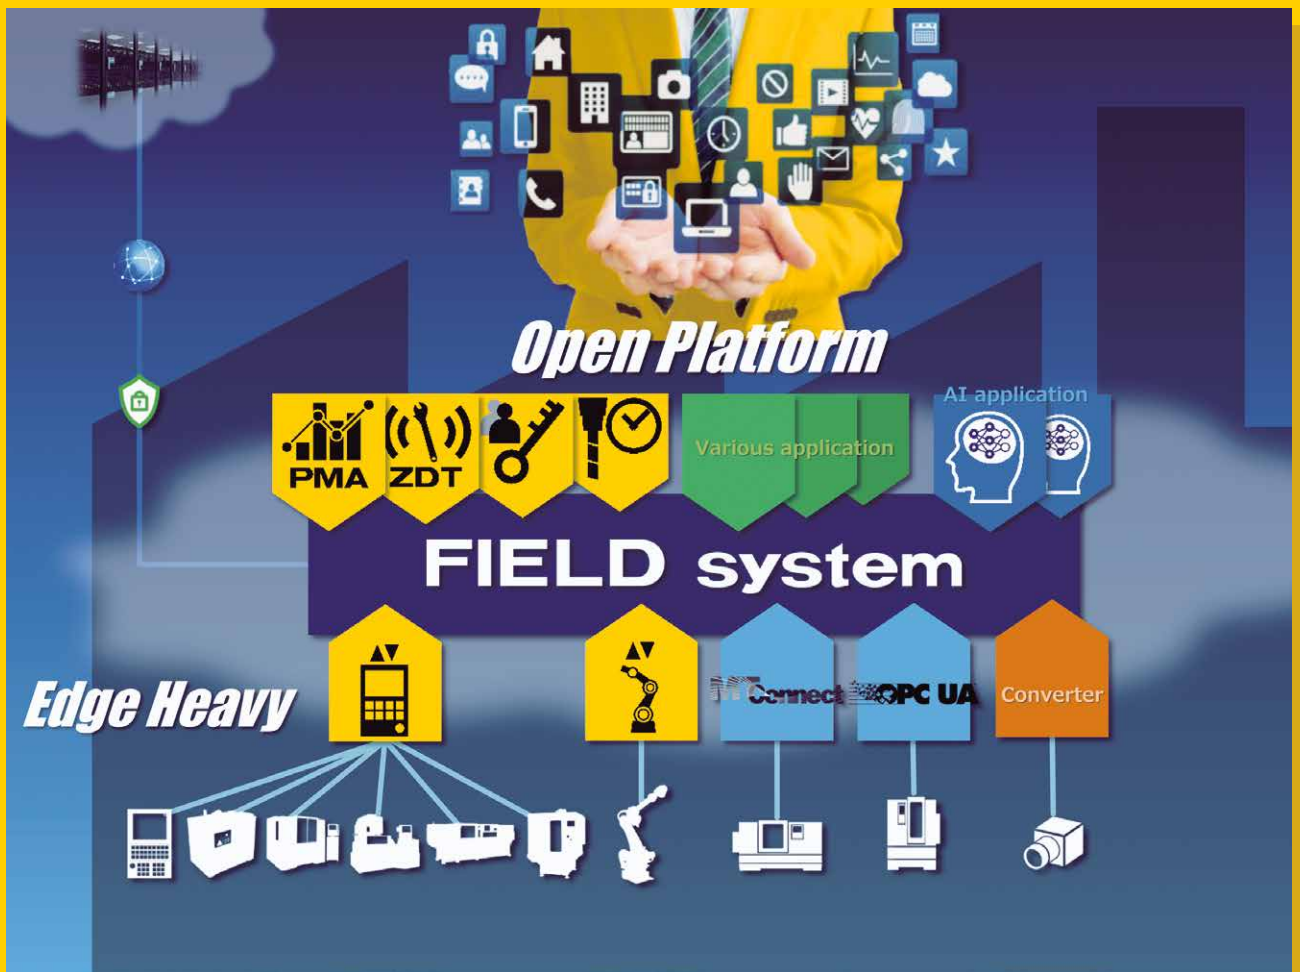 Open Platform
AI application
PMA
ZDT
Various application
FIELD system
Edge Heavy
MTConnect
OPC UA
Converter